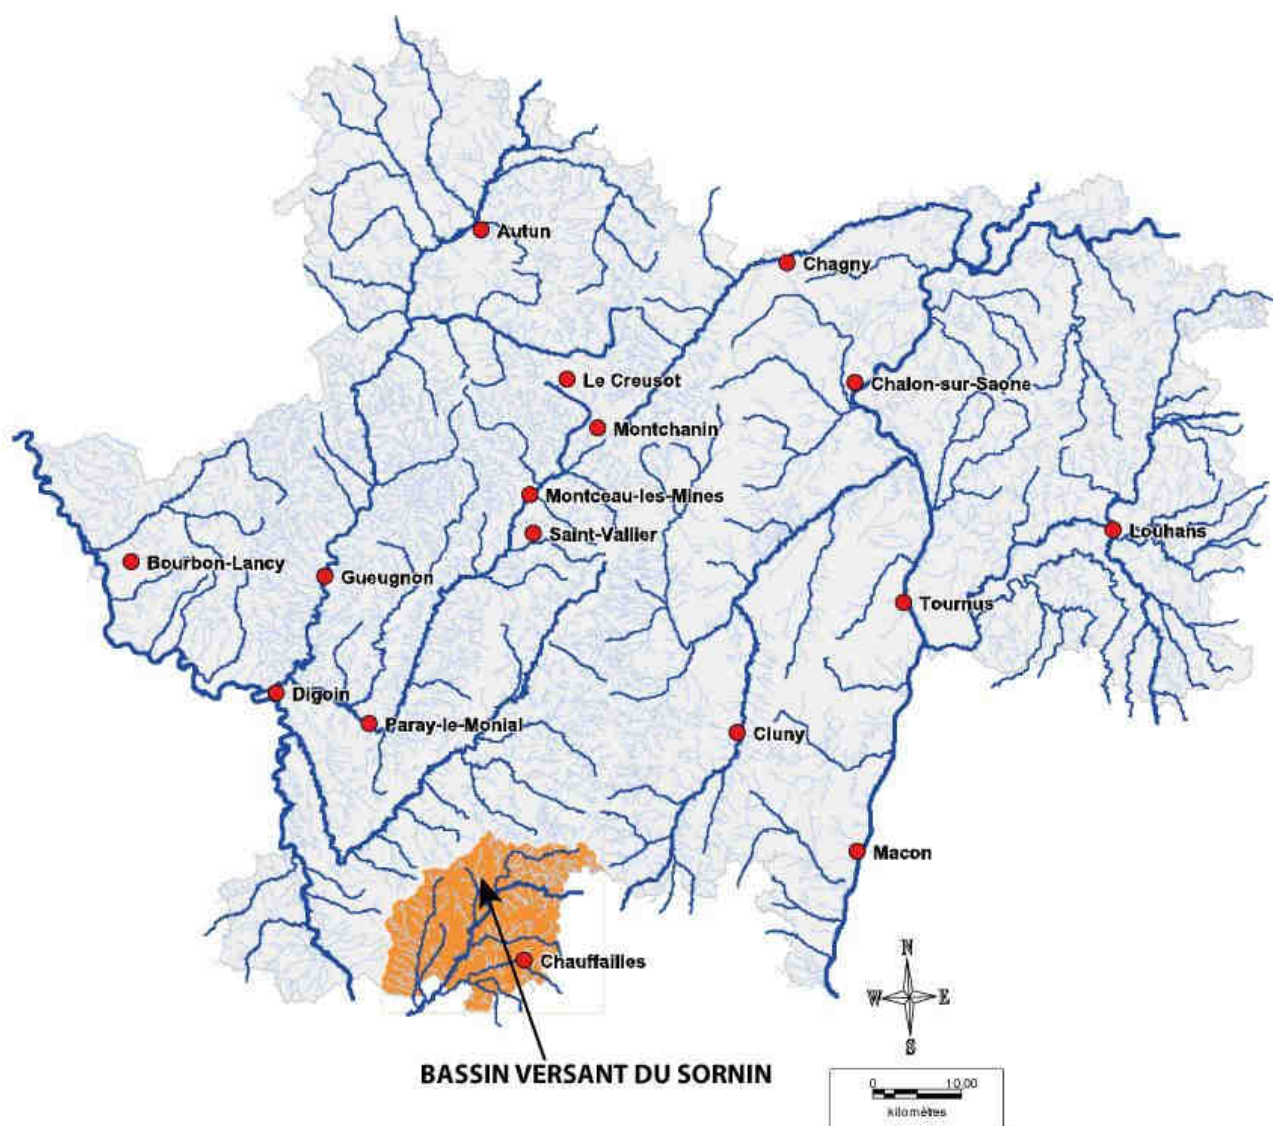 Autun
Chagny
Le Creusot
Chalon-sur-Saone
Montchanin
Montceau-les-Mines
Saint-Vallier
Louhans
Bourbon-Lancy
Gueugnon
Tournus
Digoin
Paray-le-Monial
Cluny
Macon
N
Chauffailles
W E
S
BASSIN VERSANT DU SORNIN
0 10,00
kilomètres